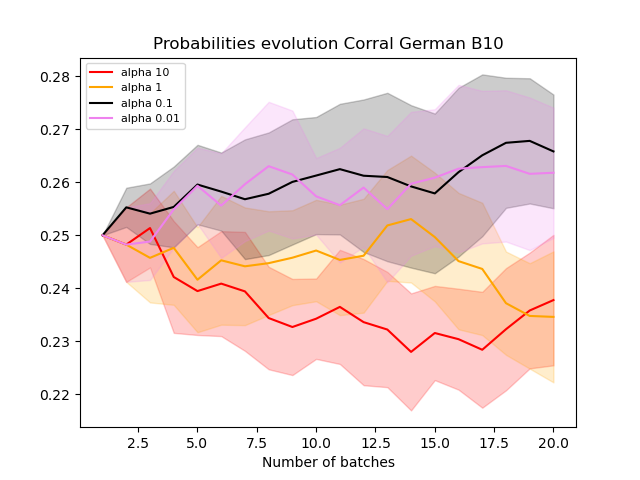 Probabilities evolution Corral German B10
0.28
0.27
0.26
0.25
0.24
0.23
0.22
alpha 10
alpha 1
alpha 0.1
alpha 0.01
2.5 5.0 7.5 10.0 12.5 15.0 17.5 20.0
Number of batches